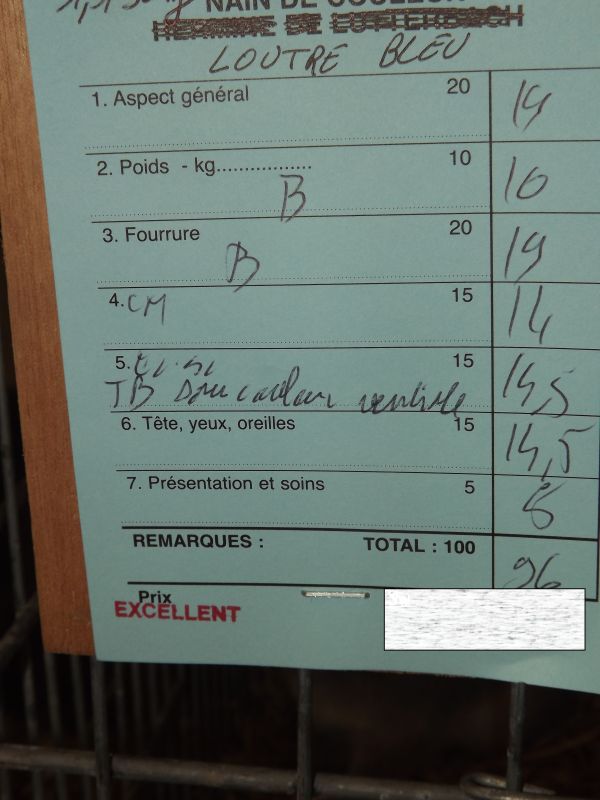 NAIN DE COULEUR
HERMINE DE LUTTERBACH
LOUTRE BLEU
1. Aspect général 20 19
2. Poids - kg................. 10 10
B
3. Fourrure 20 19
B
4. CM 15 14
5. 15 14,5
TB Sous couleur ventrale
6. Tête, yeux, oreilles 15 14,5
7. Présentation et soins 5 5
REMARQUES : TOTAL : 100 96
Prix
EXCELLENT